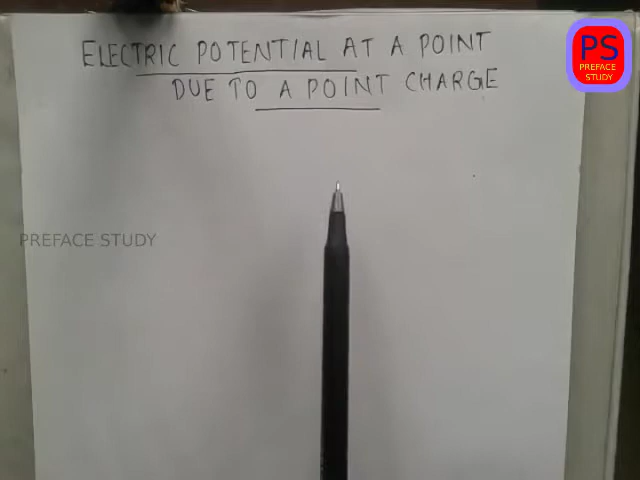 ELECTRIC POTENTIAL AT A POINT
DUE TO A POINT CHARGE
PS
PREFACE
STUDY
PREFACE STUDY